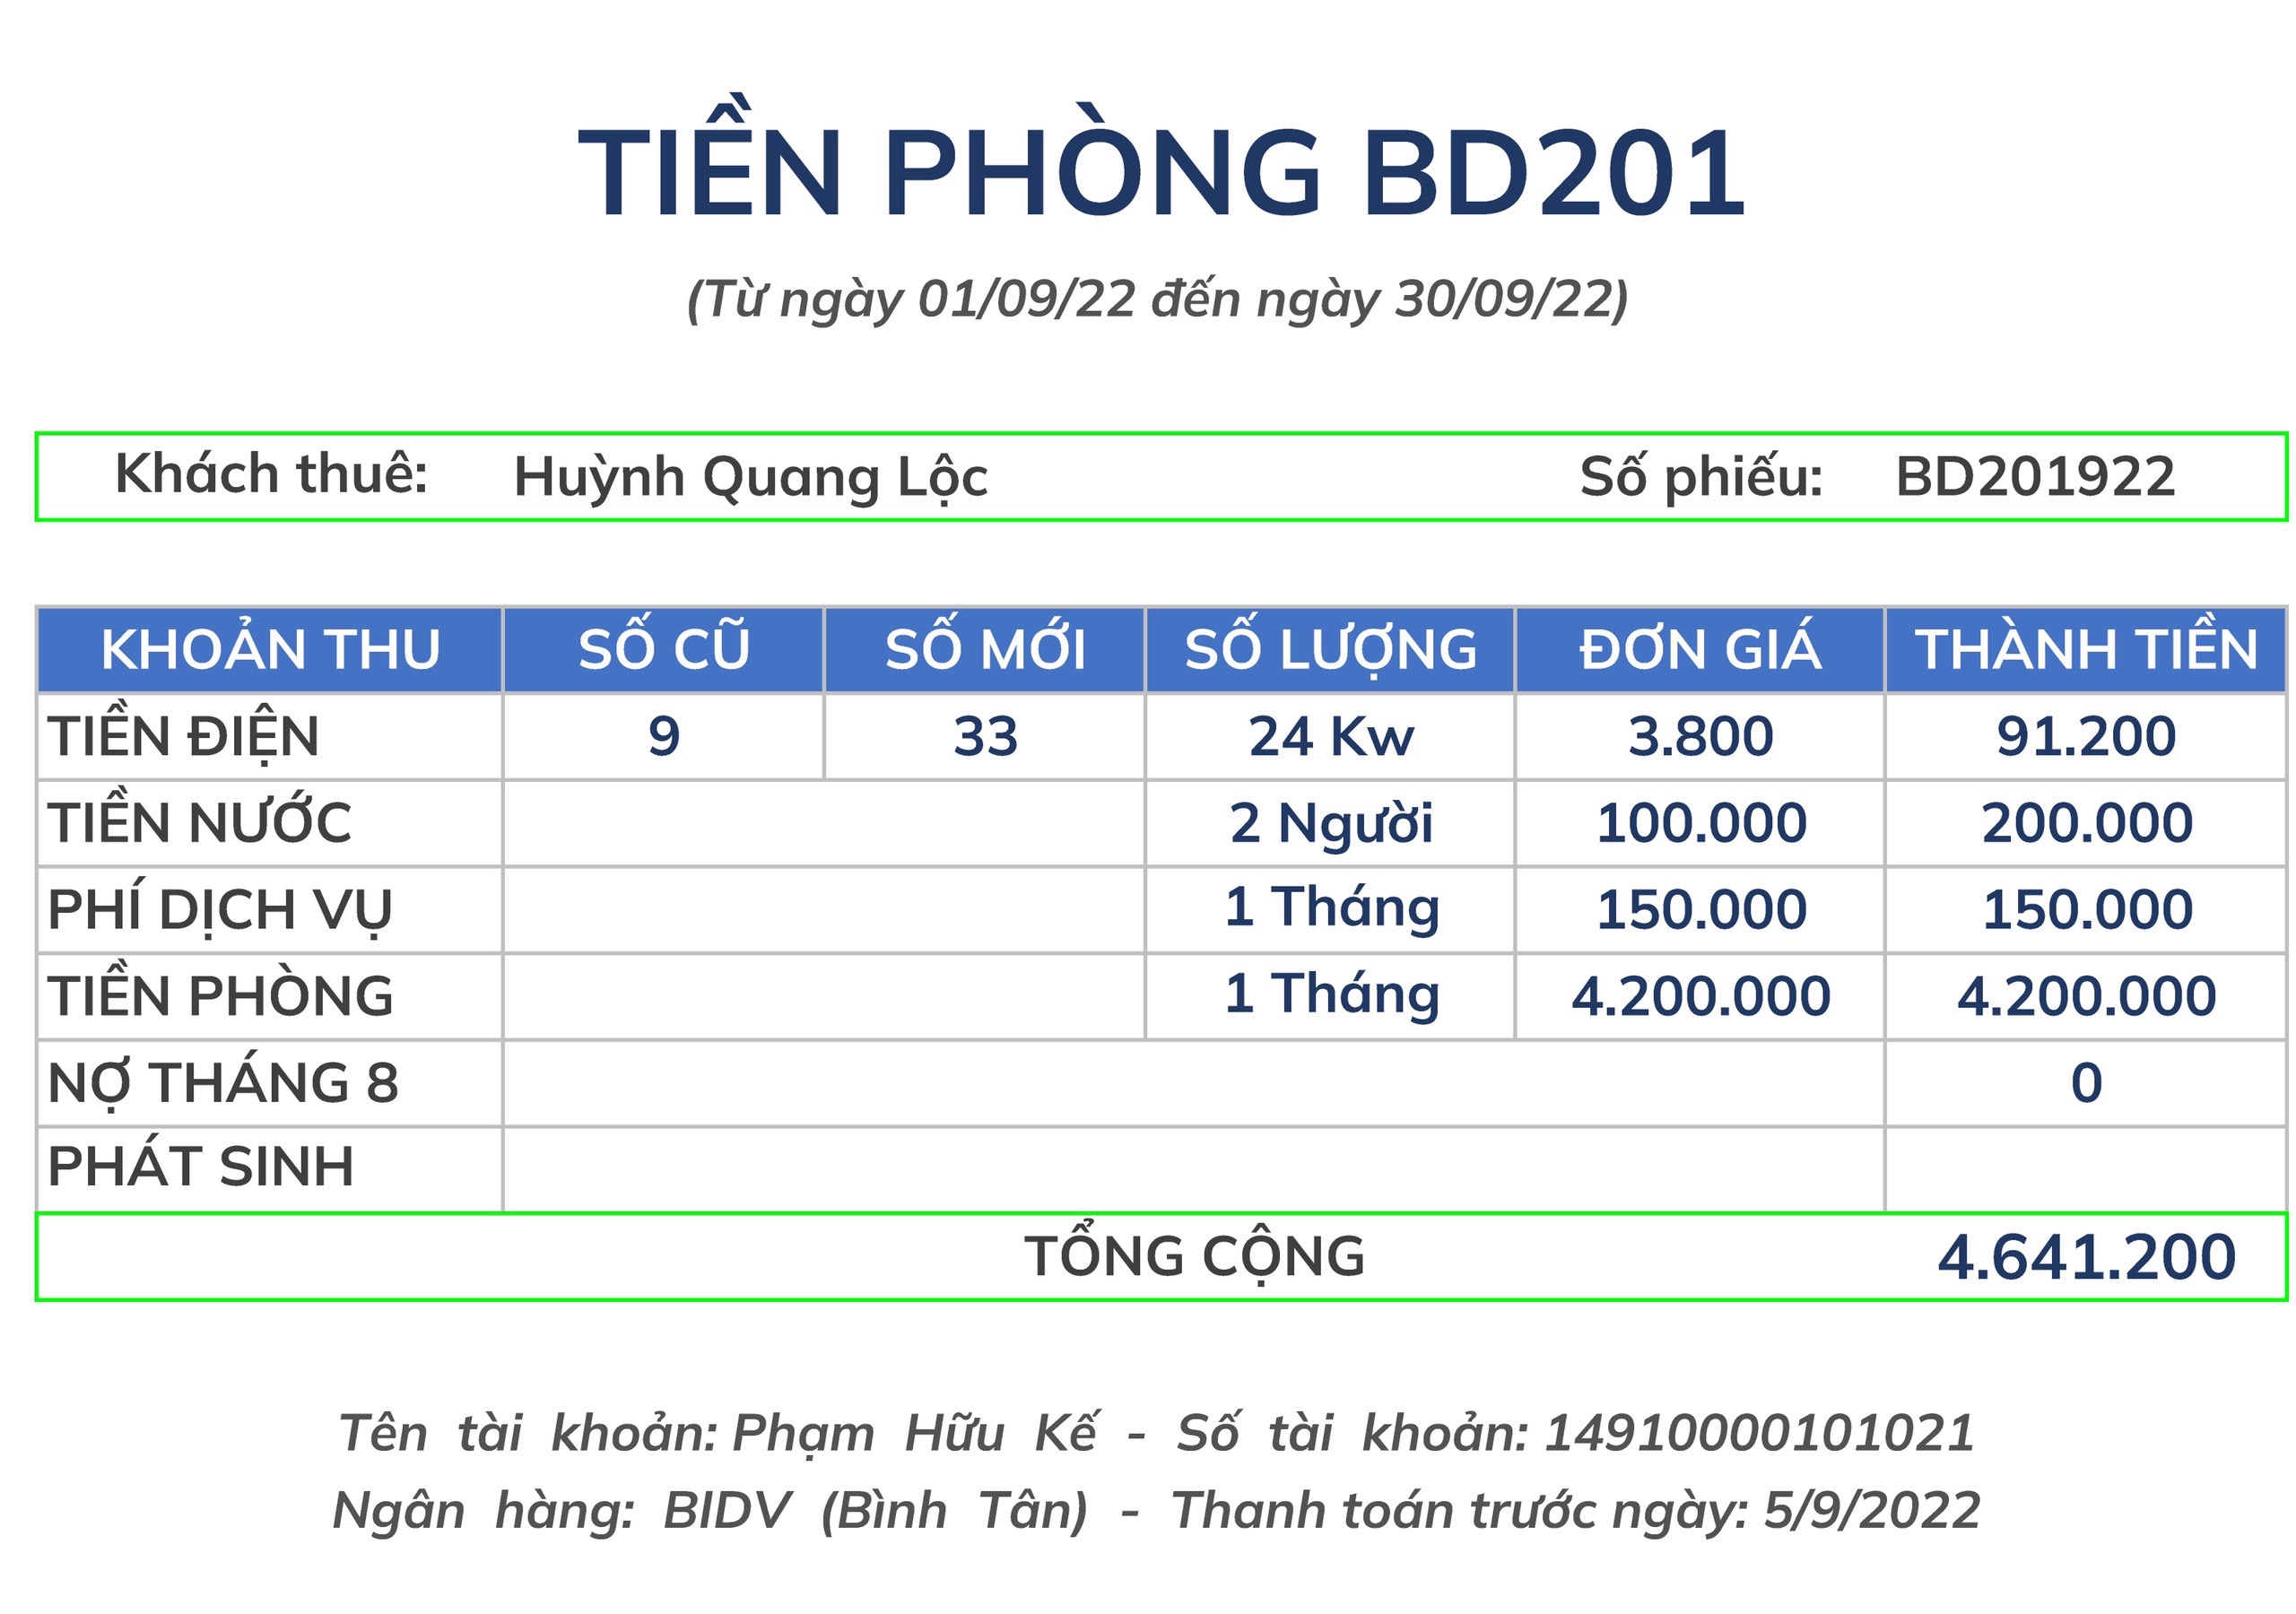 TIỀN PHÒNG BD201
(Từ ngày 01/09/22 đến ngày 30/09/22)
Khách thuê: Huỳnh Quang Lộc Số phiếu: BD201922
KHOẢN THU SỐ CŨ SỐ MỚI SỐ LƯỢNG ĐƠN GIÁ THÀNH TIỀN
TIỀN ĐIỆN 9 33 24 Kw 3.800 91.200
TIỀN NƯỚC 2 Người 100.000 200.000
PHÍ DỊCH VỤ 1 Tháng 150.000 150.000
TIỀN PHÒNG 1 Tháng 4.200.000 4.200.000
NỢ THÁNG 8 0
PHÁT SINH
TỔNG CỘNG 4.641.200
Tên tài khoản: Phạm Hữu Kế - Số tài khoản: 14910000101021
Ngân hàng: BIDV (Bình Tân) - Thanh toán trước ngày: 5/9/2022